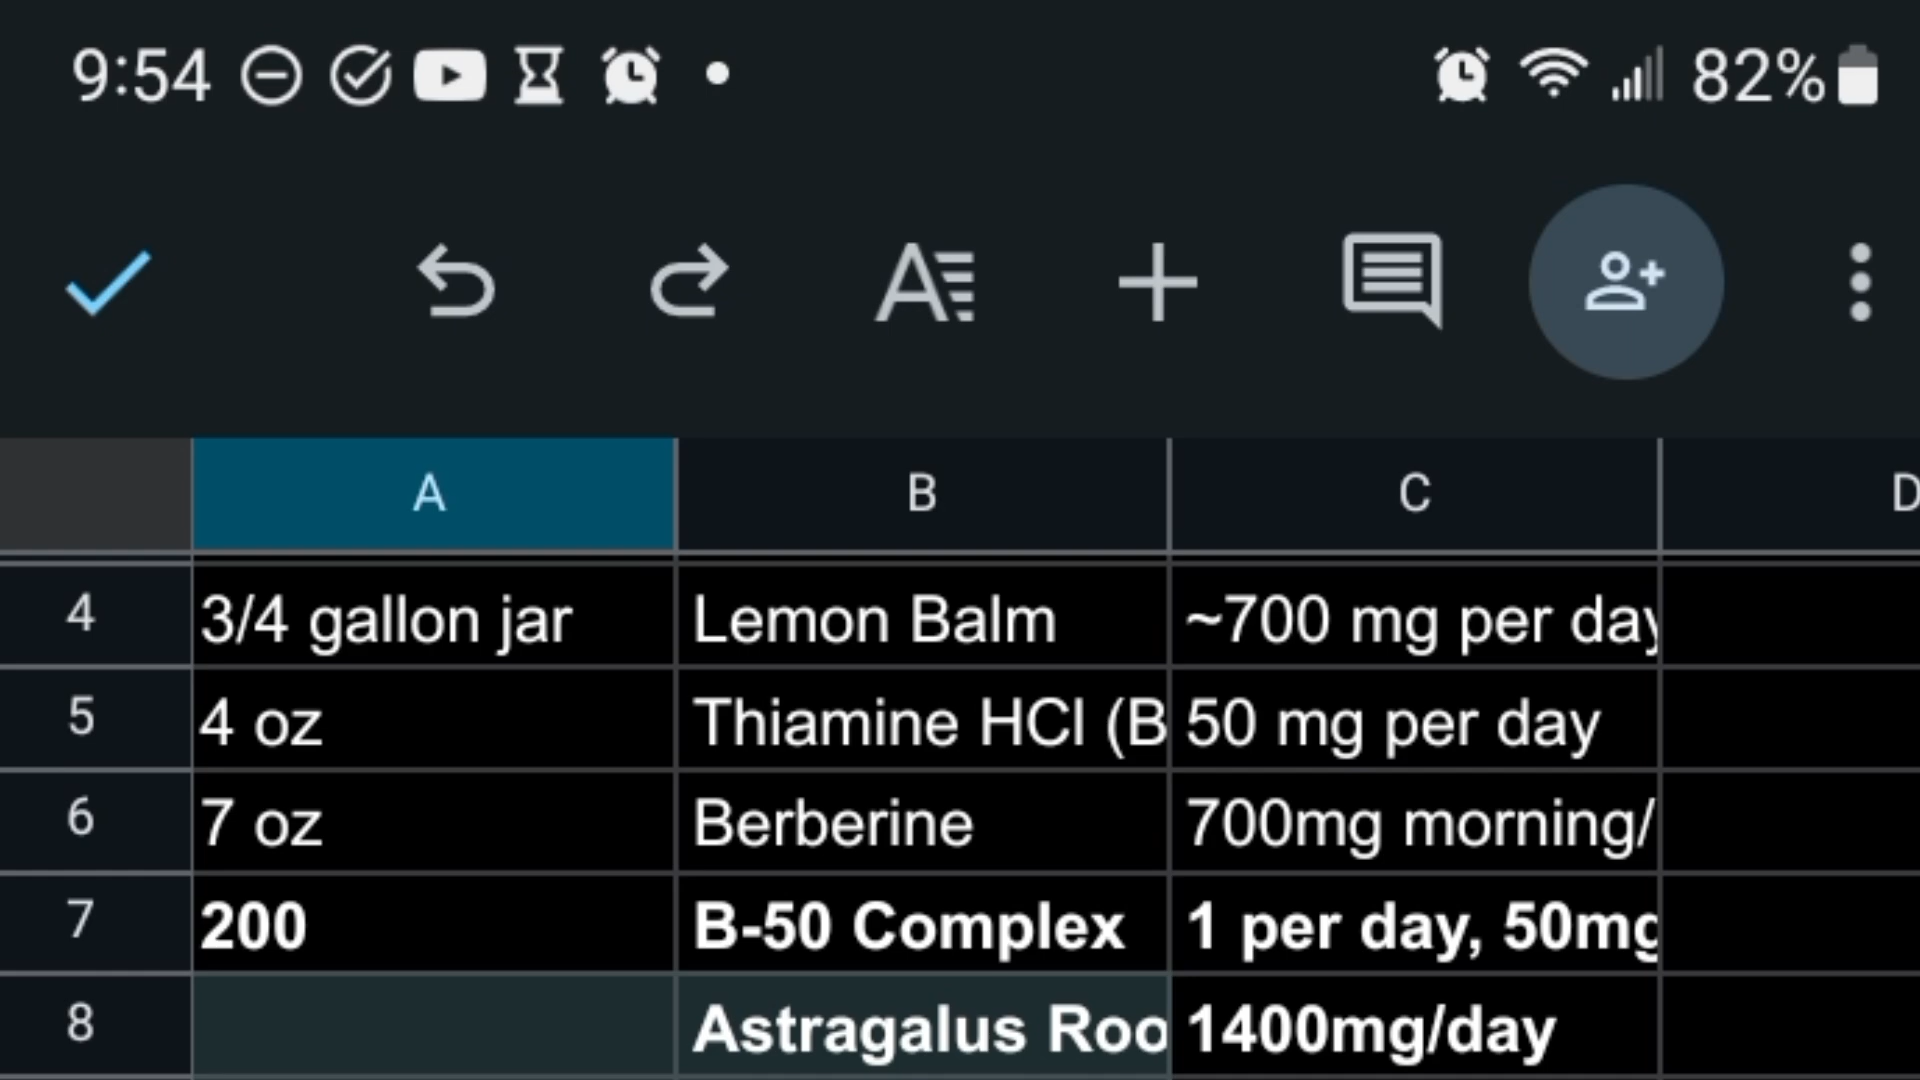 9:54 82%
A B C D
4 3/4 gallon jar Lemon Balm ~700 mg per day
5 4 oz Thiamine HCl (B 50 mg per day
6 7 oz Berberine 700mg morning/
7 200 B-50 Complex 1 per day, 50mg
8 Astragalus Roo 1400mg/day